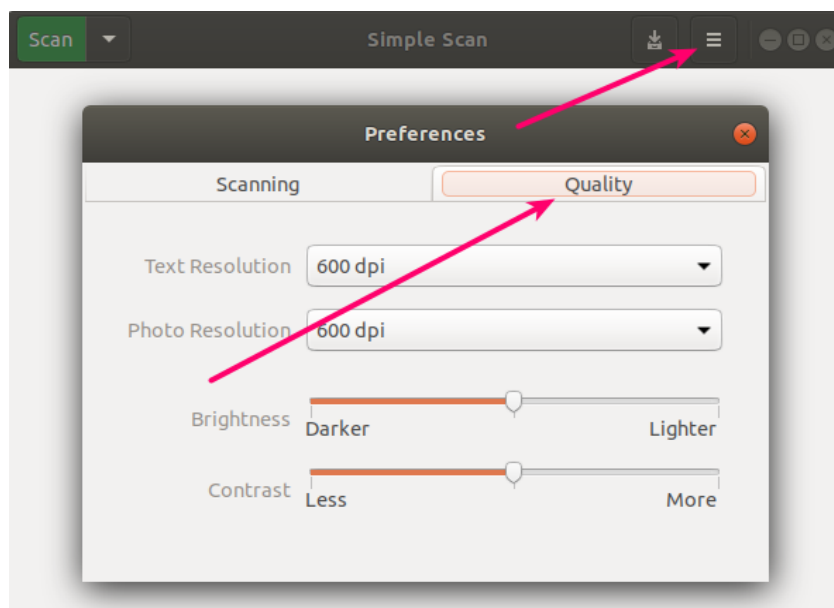 Scan Simple Scan
Preferences
Scanning Quality
Text Resolution 600 dpi
Photo Resolution 600 dpi
Brightness Darker Lighter
Contrast Less More